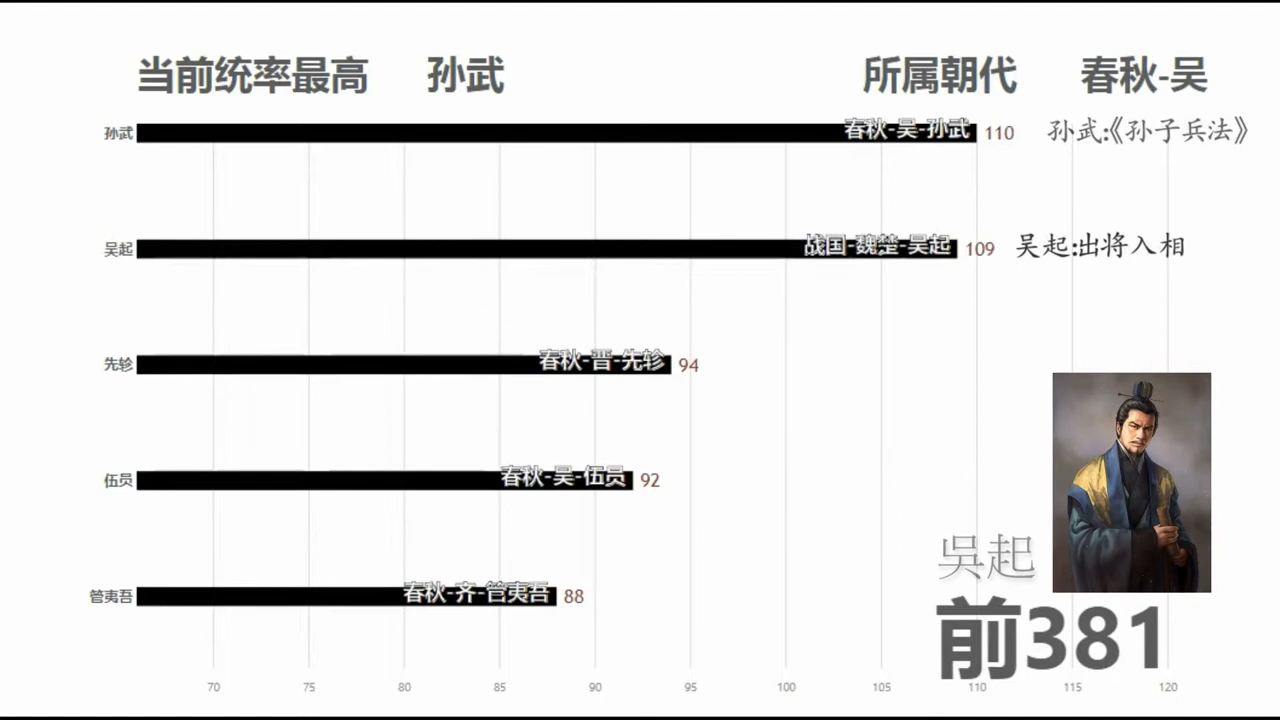 当前统率最高 孙武 所属朝代 春秋-吴
孙武 春秋-吴-孙武 110 孙武:《孙子兵法》
吴起 战国-魏楚-吴起 109 吴起:出将入相
先轸 春秋-晋-先轸 94
伍员 春秋-吴-伍员 92
吳起
管夷吾 春秋-齐-管夷吾 88
前381
70 75 80 85 90 95 100 105 110 115 120